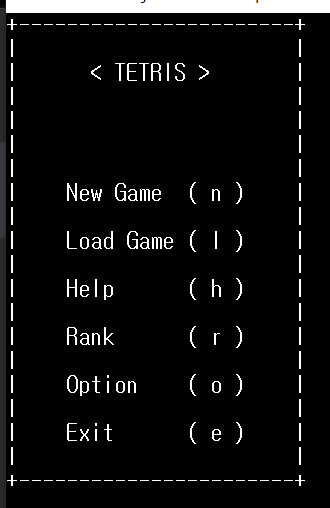 < TETRIS >
New Game ( n )
Load Game ( l )
Help ( h )
Rank ( r )
Option ( o )
Exit ( e )